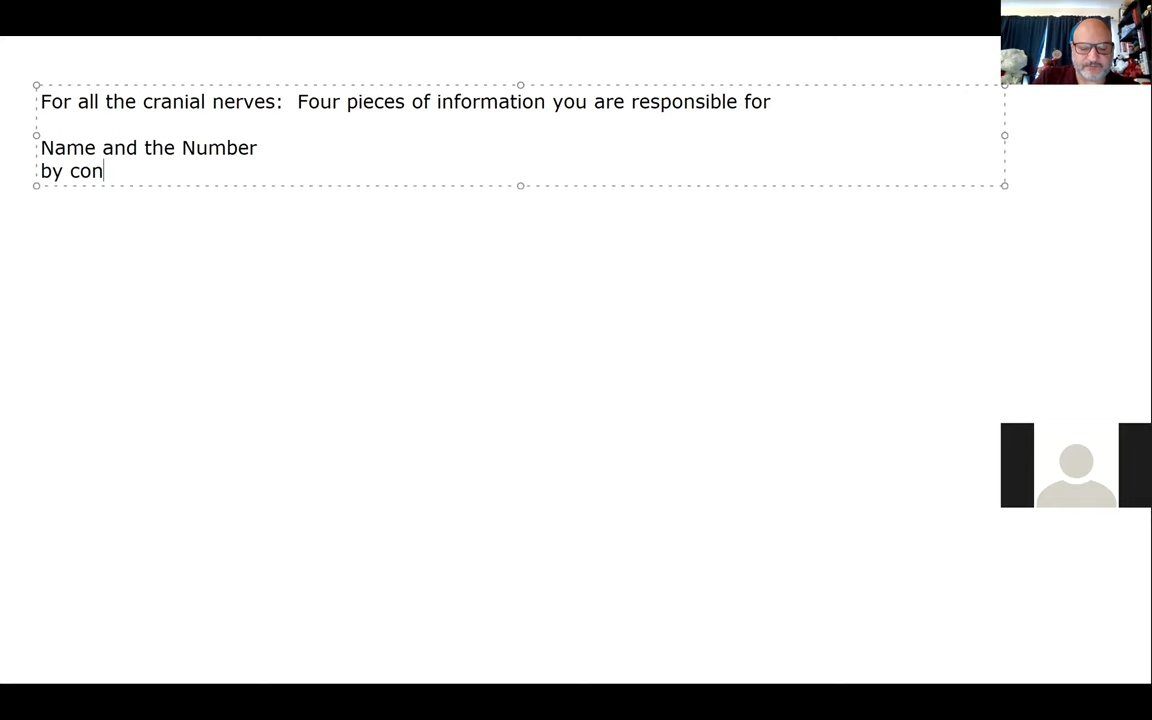 For all the cranial nerves:  Four pieces of information you are responsible for
Name and the Number
by con